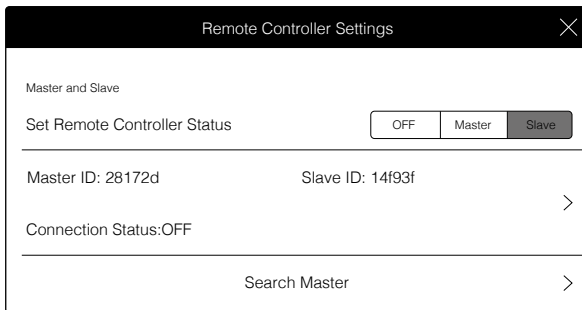 Remote Controller Settings
Master and Slave
Set Remote Controller Status OFF Master Slave
Master ID: 28172d Slave ID: 14f93f
Connection Status:OFF
Search Master